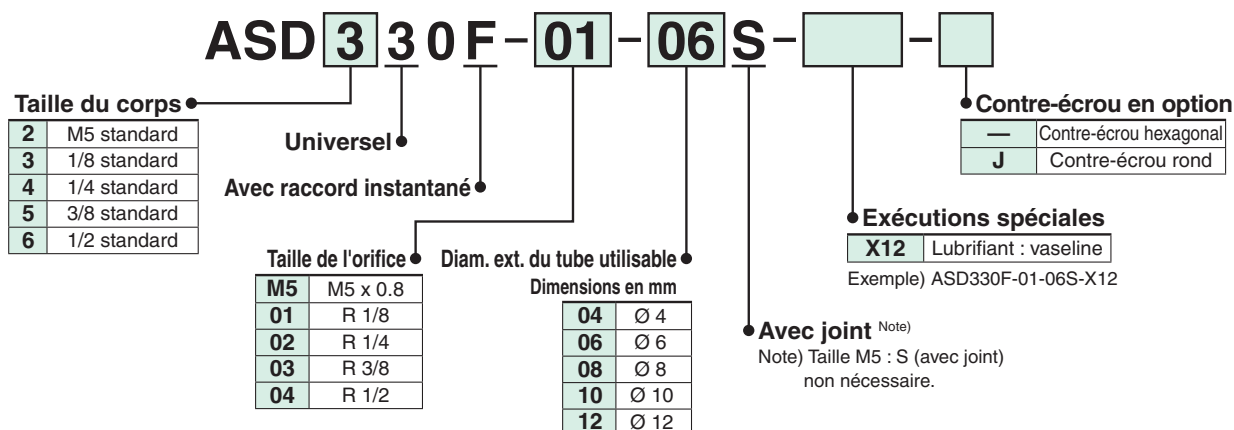 ASD 3 3 0 F - 01 - 06 S -
Taille du corps
2 M5 standard
3 1/8 standard
4 1/4 standard
5 3/8 standard
6 1/2 standard
Universel
Avec raccord instantané
Taille de l'orifice
M5 M5 x 0.8
01 R 1/8
02 R 1/4
03 R 3/8
04 R 1/2
Diam. ext. du tube utilisable
Dimensions en mm
04 Ø 4
06 Ø 6
08 Ø 8
10 Ø 10
12 Ø 12
Avec joint Note)
Note) Taille M5 : S (avec joint)
non nécessaire.
Exécutions spéciales
X12 Lubrifiant : vaseline
Exemple) ASD330F-01-06S-X12
Contre-écrou en option
— Contre-écrou hexagonal
J Contre-écrou rond